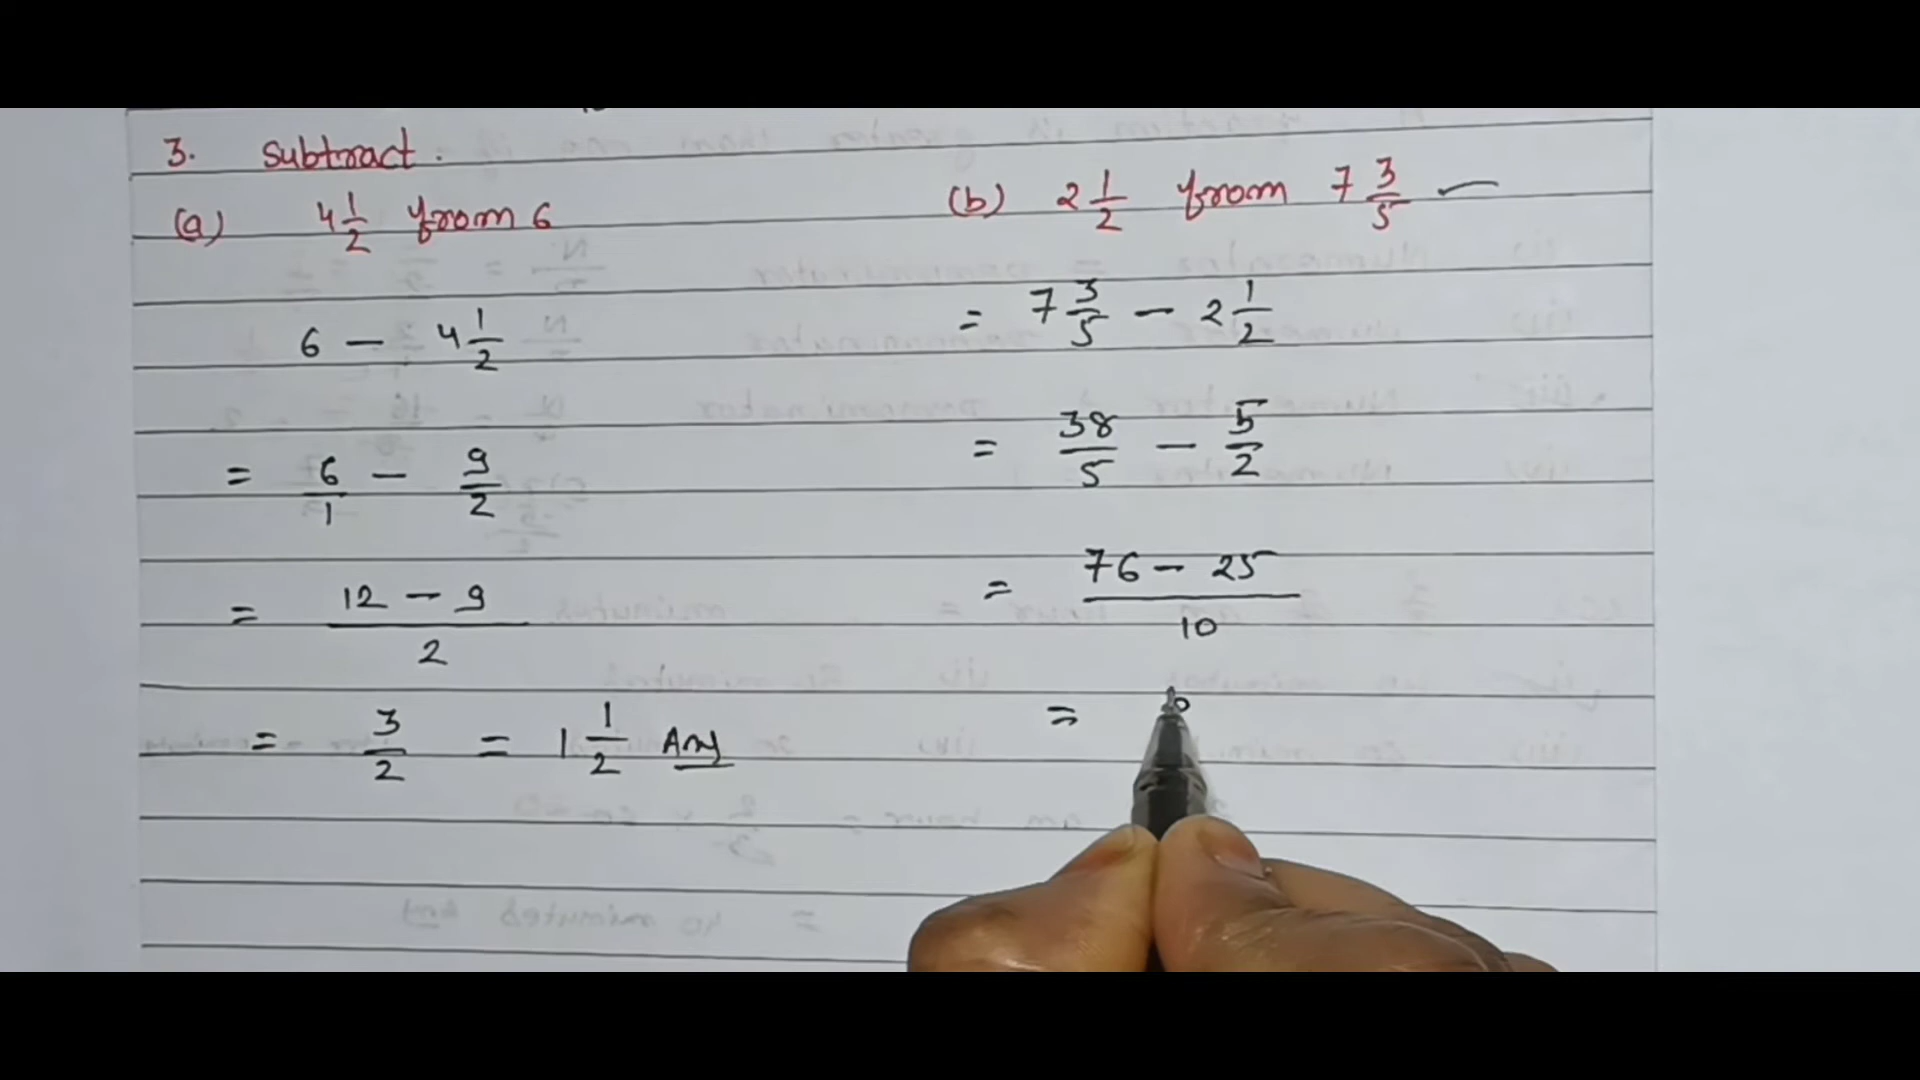 3. Subtract.
(a) 4 1/2 from 6
6 - 4 1/2
= 6/1 - 9/2
= (12 - 9)/2
= 3/2 = 1 1/2 Ans
(b) 2 1/2 from 7 3/5
= 7 3/5 - 2 1/2
= 38/5 - 5/2
= (76 - 25)/10
=